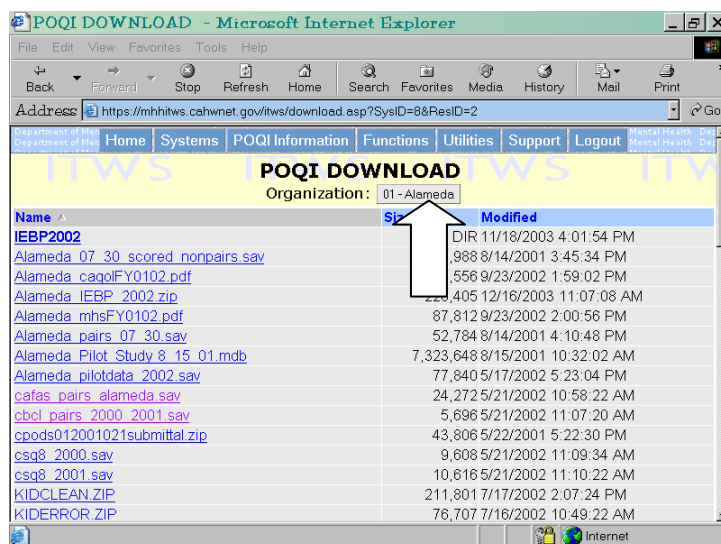 POQI DOWNLOAD - Microsoft Internet Explorer
File Edit View Favorites Tools Help
Back Forward Stop Refresh Home Search Favorites Media History Mail Print
Address https://mhhitws.cahwnet.gov/itws/download.asp?SysID=8&ResID=2 Go
Home Systems POQI Information Functions Utilities Support Logout
ITWS
POQI DOWNLOAD
Organization: 01 - Alameda
Name Modified
IEBP2002 DIR 11/18/2003 4:01:54 PM
Alameda_07_30_scored_nonpairs.sav ,988 8/14/2001 3:45:34 PM
Alameda_caqolFY0102.pdf ,556 9/23/2002 1:59:02 PM
Alameda_IEBP_2002.zip ,405 12/16/2003 11:07:08 AM
Alameda_mhsFY0102.pdf 87,812 9/23/2002 2:00:56 PM
Alameda_pairs_07_30.sav 52,784 8/14/2001 4:10:48 PM
Alameda_Pilot_Study_8_15_01.mdb 7,323,648 8/15/2001 10:32:02 AM
Alameda_pilotdata_2002.sav 77,840 5/17/2002 5:23:04 PM
cafas_pairs_alameda.sav 24,272 5/21/2002 10:58:22 AM
cbcl_pairs_2000_2001.sav 5,696 5/21/2002 11:07:20 AM
cpods012001021submittal.zip 43,806 5/22/2001 5:22:30 PM
csq8_2000.sav 9,608 5/21/2002 11:09:34 AM
csq8_2001.sav 10,616 5/21/2002 11:10:22 AM
KIDCLEAN.ZIP 211,801 7/17/2002 2:07:24 PM
KIDERROR.ZIP 76,707 7/16/2002 10:49:22 AM
Internet